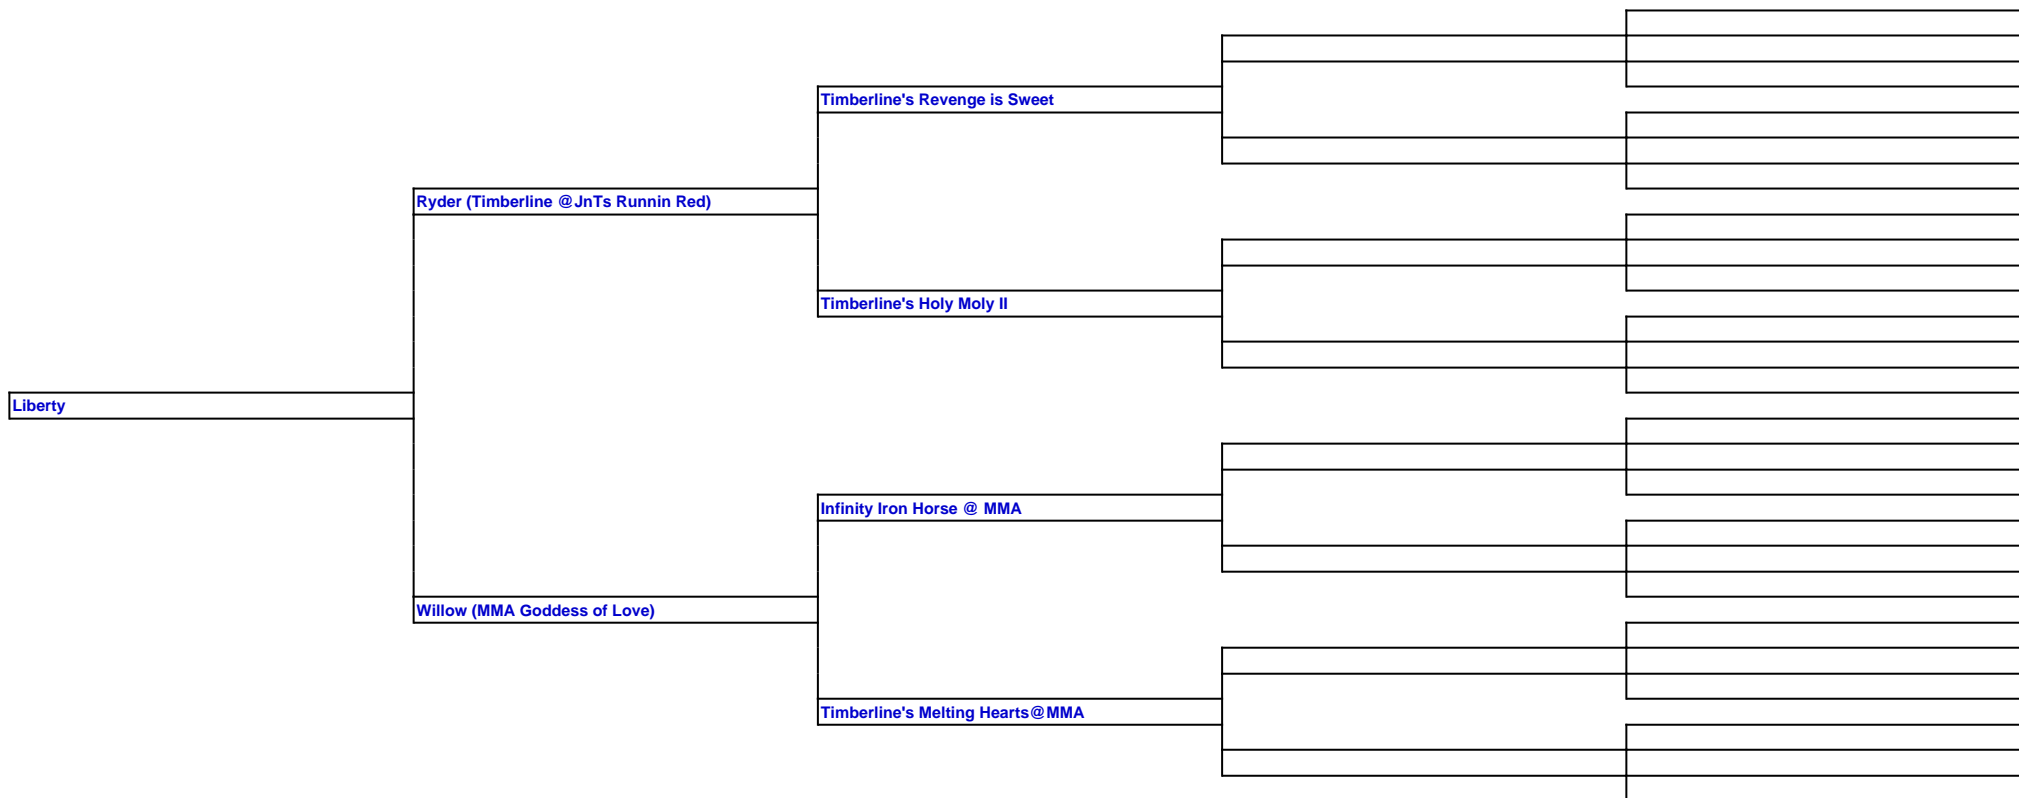 Timberline's Revenge is Sweet
Ryder (Timberline @JnTs Runnin Red)
Timberline's Holy Moly II
Liberty
Infinity Iron Horse @ MMA
Willow (MMA Goddess of Love)
Timberline's Melting Hearts@MMA